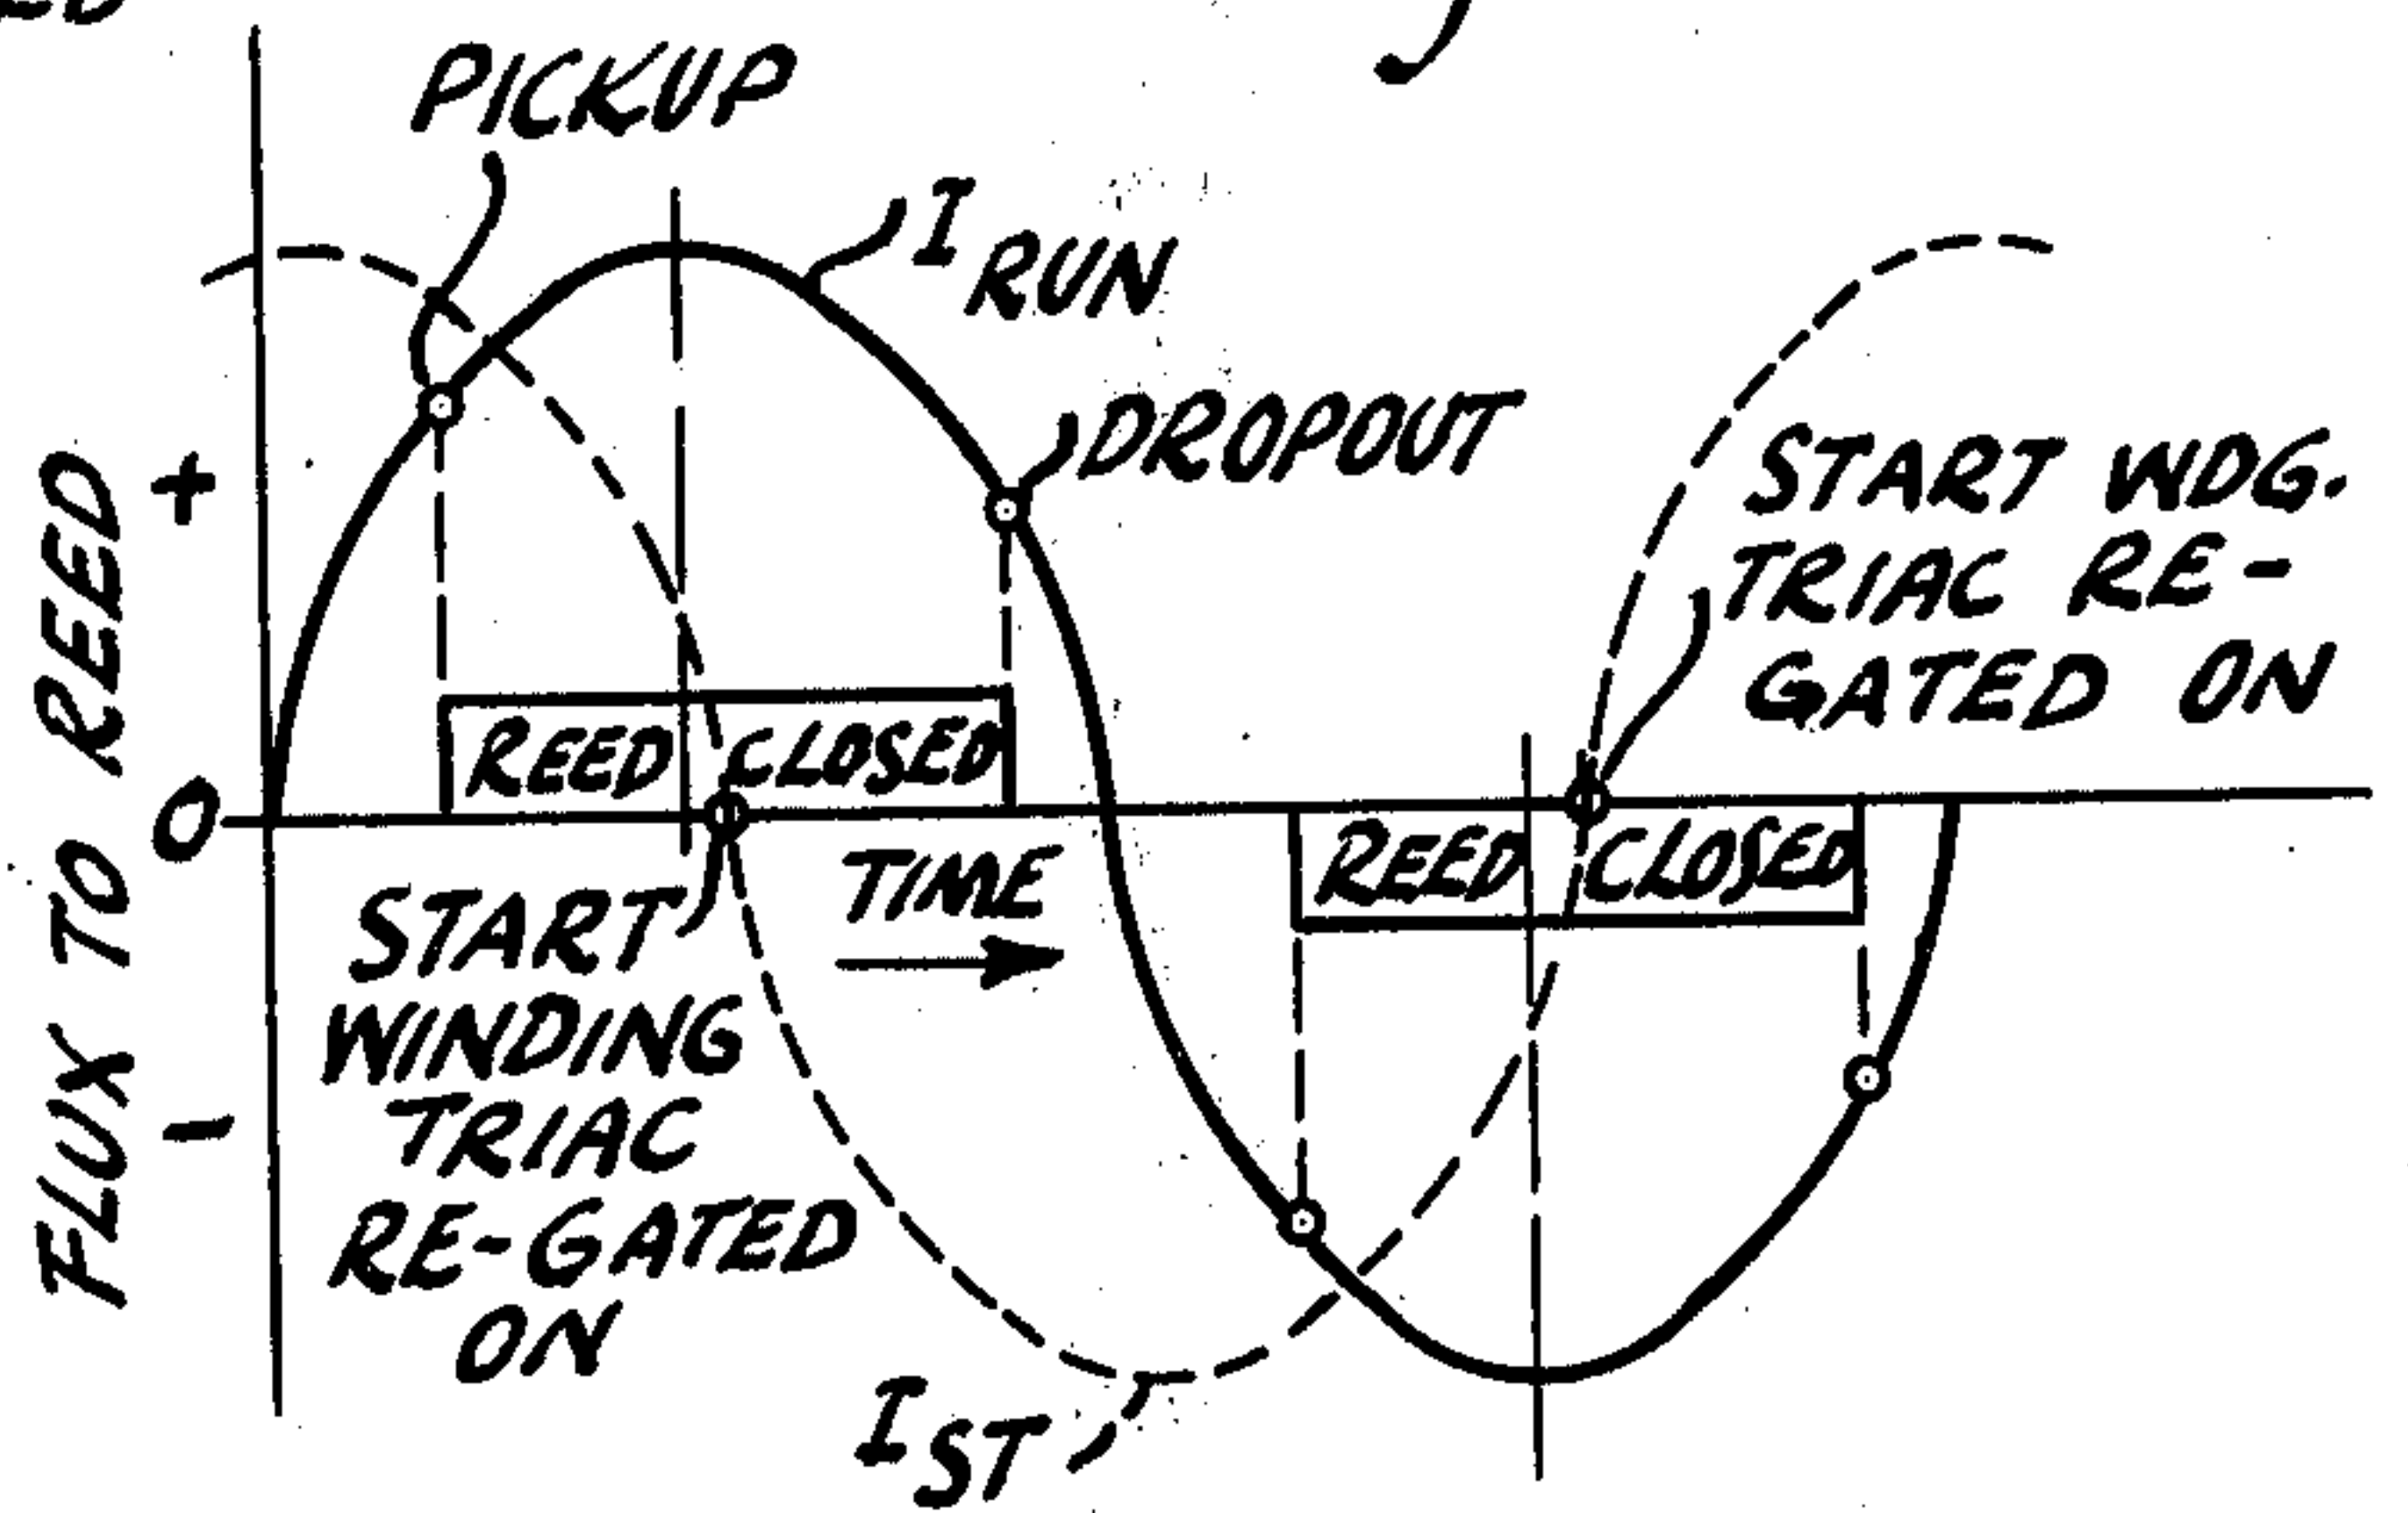 PICKUP
I RUN
DROPOUT
START WDG.
TRIAC RE-
GATED ON
+
FLUX TO REED
0
-
REED CLOSED
REED CLOSED
TIME
START
WINDING
TRIAC
RE-GATED
ON
I ST